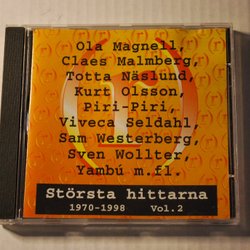 Ola Magnell,
Claes Malmberg,
Totta Näslund,
Kurt Olsson,
Piri-Piri,
Viveca Seldahl,
Sam Westerberg,
Sven Wollter,
Yambú m.fl.
Största hittarna
1970-1998 Vol.2